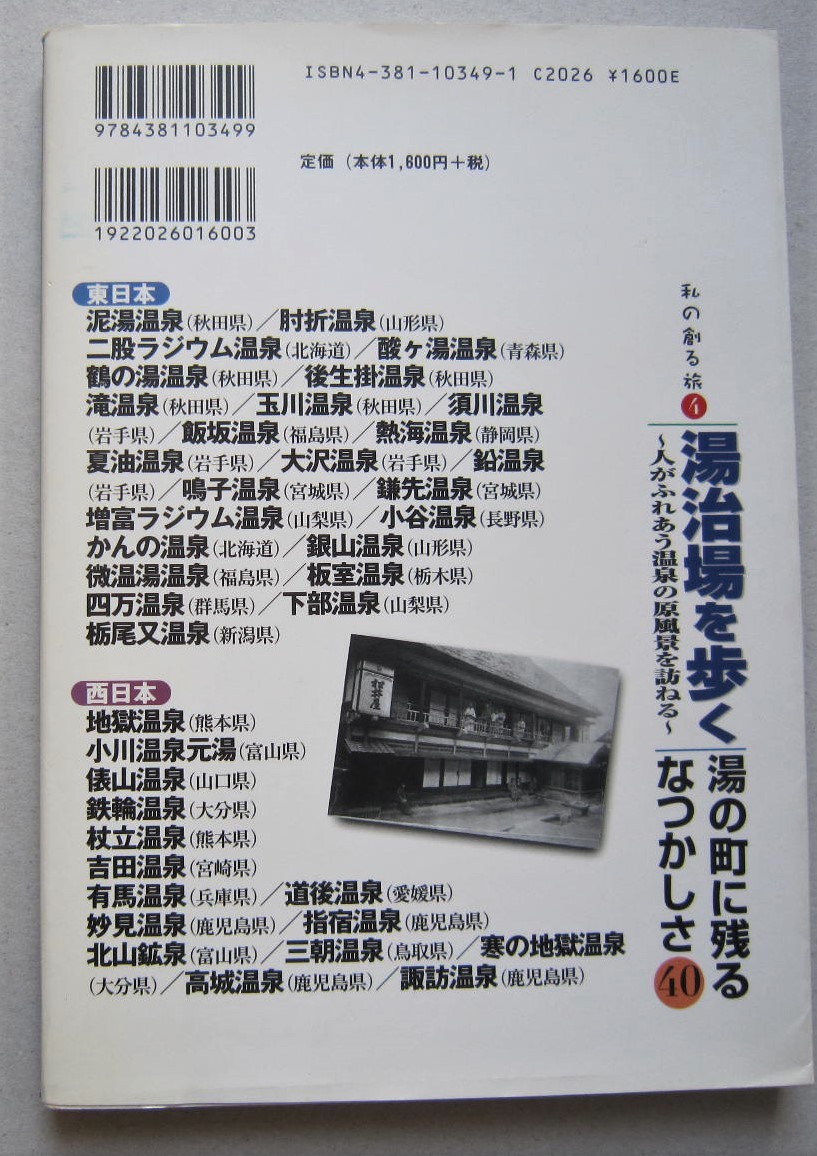 ISBN4-381-10349-1 C2026 ¥1600E
9784381103499
定価（本体1,600円＋税）
1922026016003
私の創る旅4
湯治場を歩く
～人がふれあう温泉の原風景を訪ねる～
湯の町に残る
なつかしさ40
東日本
泥湯温泉（秋田県）／肘折温泉（山形県）
二股ラジウム温泉（北海道）／酸ヶ湯温泉（青森県）
鶴の湯温泉（秋田県）／後生掛温泉（秋田県）
滝温泉（秋田県）／玉川温泉（秋田県）／須川温泉
（岩手県）／飯坂温泉（福島県）／熱海温泉（静岡県）
夏油温泉（岩手県）／大沢温泉（岩手県）／鉛温泉
（岩手県）／鳴子温泉（宮城県）／鎌先温泉（宮城県）
増富ラジウム温泉（山梨県）／小谷温泉（長野県）
かんの温泉（北海道）／銀山温泉（山形県）
微温湯温泉（福島県）／板室温泉（栃木県）
四万温泉（群馬県）／下部温泉（山梨県）
栃尾又温泉（新潟県）
西日本
地獄温泉（熊本県）
小川温泉元湯（富山県）
俵山温泉（山口県）
鉄輪温泉（大分県）
杖立温泉（熊本県）
吉田温泉（宮崎県）
有馬温泉（兵庫県）／道後温泉（愛媛県）
妙見温泉（鹿児島県）／指宿温泉（鹿児島県）
北山鉱泉（富山県）／三朝温泉（鳥取県）／寒の地獄温泉
（大分県）／高城温泉（鹿児島県）／諏訪温泉（鹿児島県）